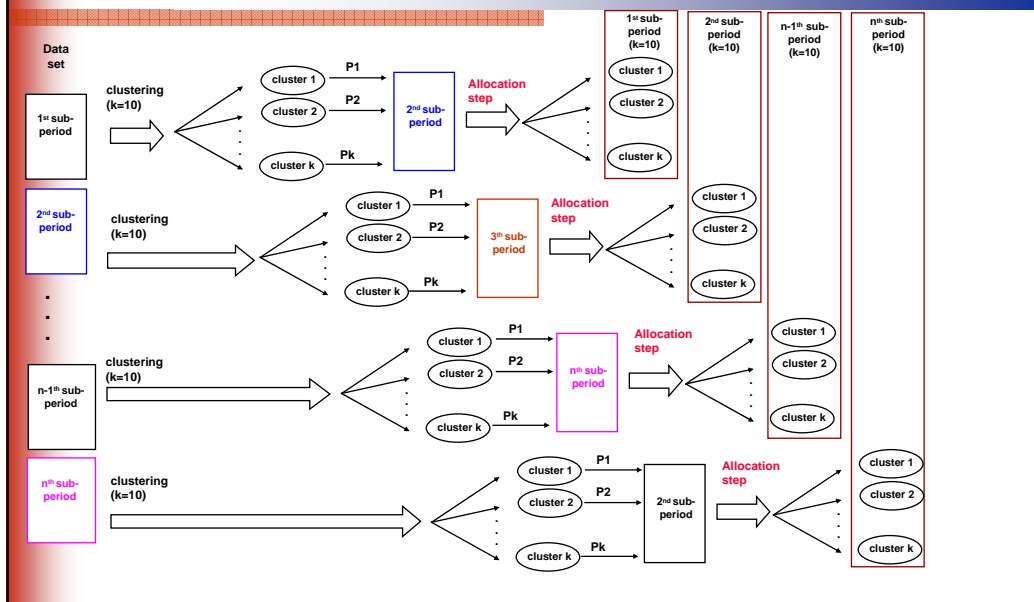 Data
set
1st sub-
period
clustering
(k=10)
cluster 1
cluster 2
cluster k
P1
P2
Pk
2nd sub-
period
Allocation
step
1st sub-
period
(k=10)
cluster 1
cluster 2
cluster k
2nd sub-
period
(k=10)
n-1th sub-
period
(k=10)
nth sub-
period
(k=10)
2nd sub-
period
clustering
(k=10)
cluster 1
cluster 2
cluster k
P1
P2
Pk
3th sub-
period
Allocation
step
cluster 1
cluster 2
cluster k
n-1th sub-
period
clustering
(k=10)
cluster 1
cluster 2
cluster k
P1
P2
Pk
nth sub-
period
Allocation
step
cluster 1
cluster 2
cluster k
nth sub-
period
clustering
(k=10)
cluster 1
cluster 2
cluster k
P1
P2
Pk
2nd sub-
period
Allocation
step
cluster 1
cluster 2
cluster k